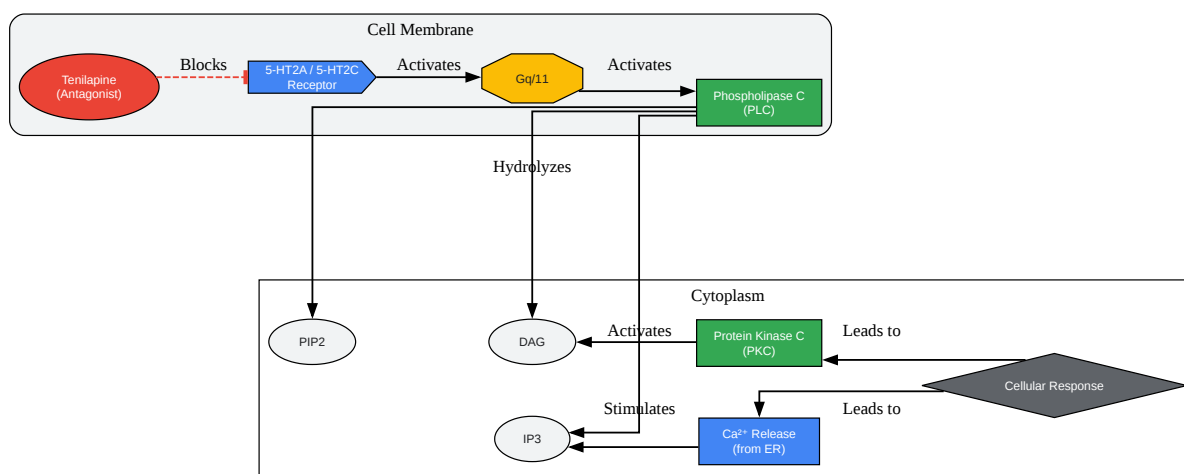 Cell Membrane
Tenilapine
(Antagonist)
Blocks
5-HT2A / 5-HT2C
Receptor
Activates
Gq/11
Activates
Phospholipase C
(PLC)
Hydrolyzes
Cytoplasm
PIP2
DAG
Activates
Protein Kinase C
(PKC)
Leads to
Cellular Response
IP3
Stimulates
Ca²⁺ Release
(from ER)
Leads to